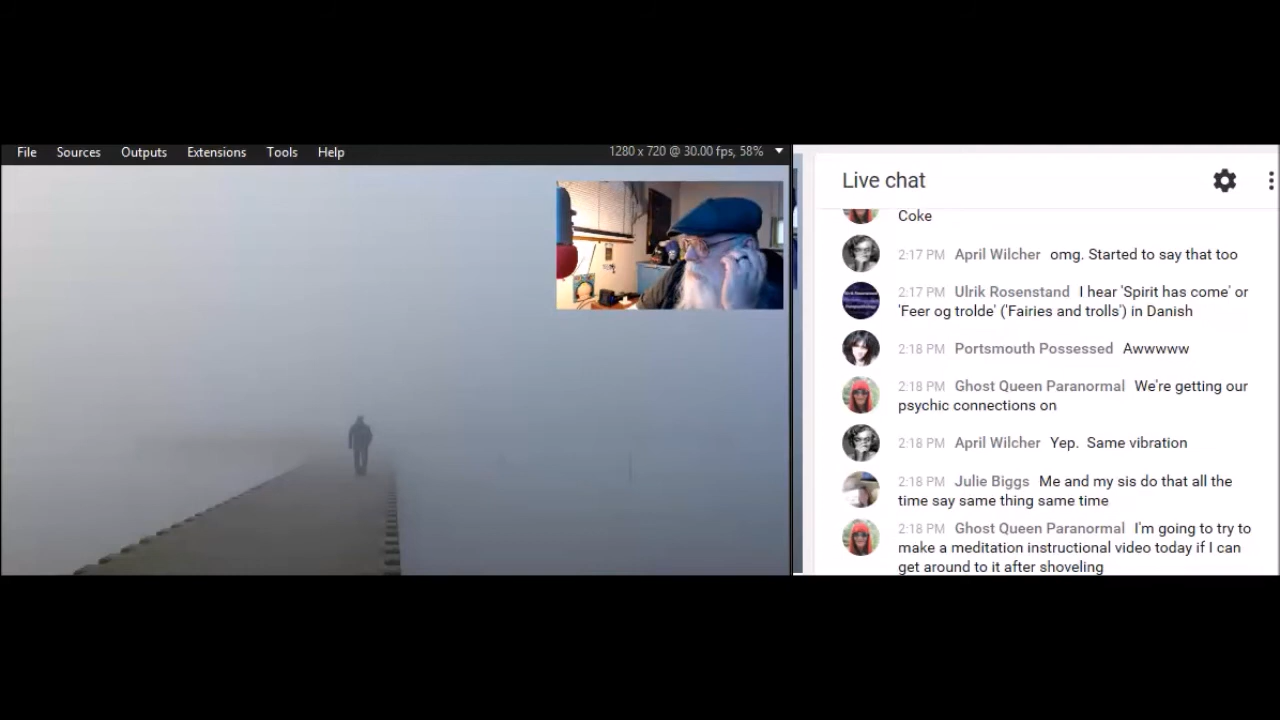 File Sources Outputs Extensions Tools Help 1280 x 720 @ 30.00 fps, 58%
Live chat
Coke
2:17 PM April Wilcher omg. Started to say that too
2:17 PM Ulrik Rosenstand I hear 'Spirit has come' or
'Feer og trolde' ('Fairies and trolls') in Danish
2:18 PM Portsmouth Possessed Awwwww
2:18 PM Ghost Queen Paranormal We're getting our
psychic connections on
2:18 PM April Wilcher Yep. Same vibration
2:18 PM Julie Biggs Me and my sis do that all the
time say same thing same time
2:18 PM Ghost Queen Paranormal I'm going to try to
make a meditation instructional video today if I can
get around to it after shoveling